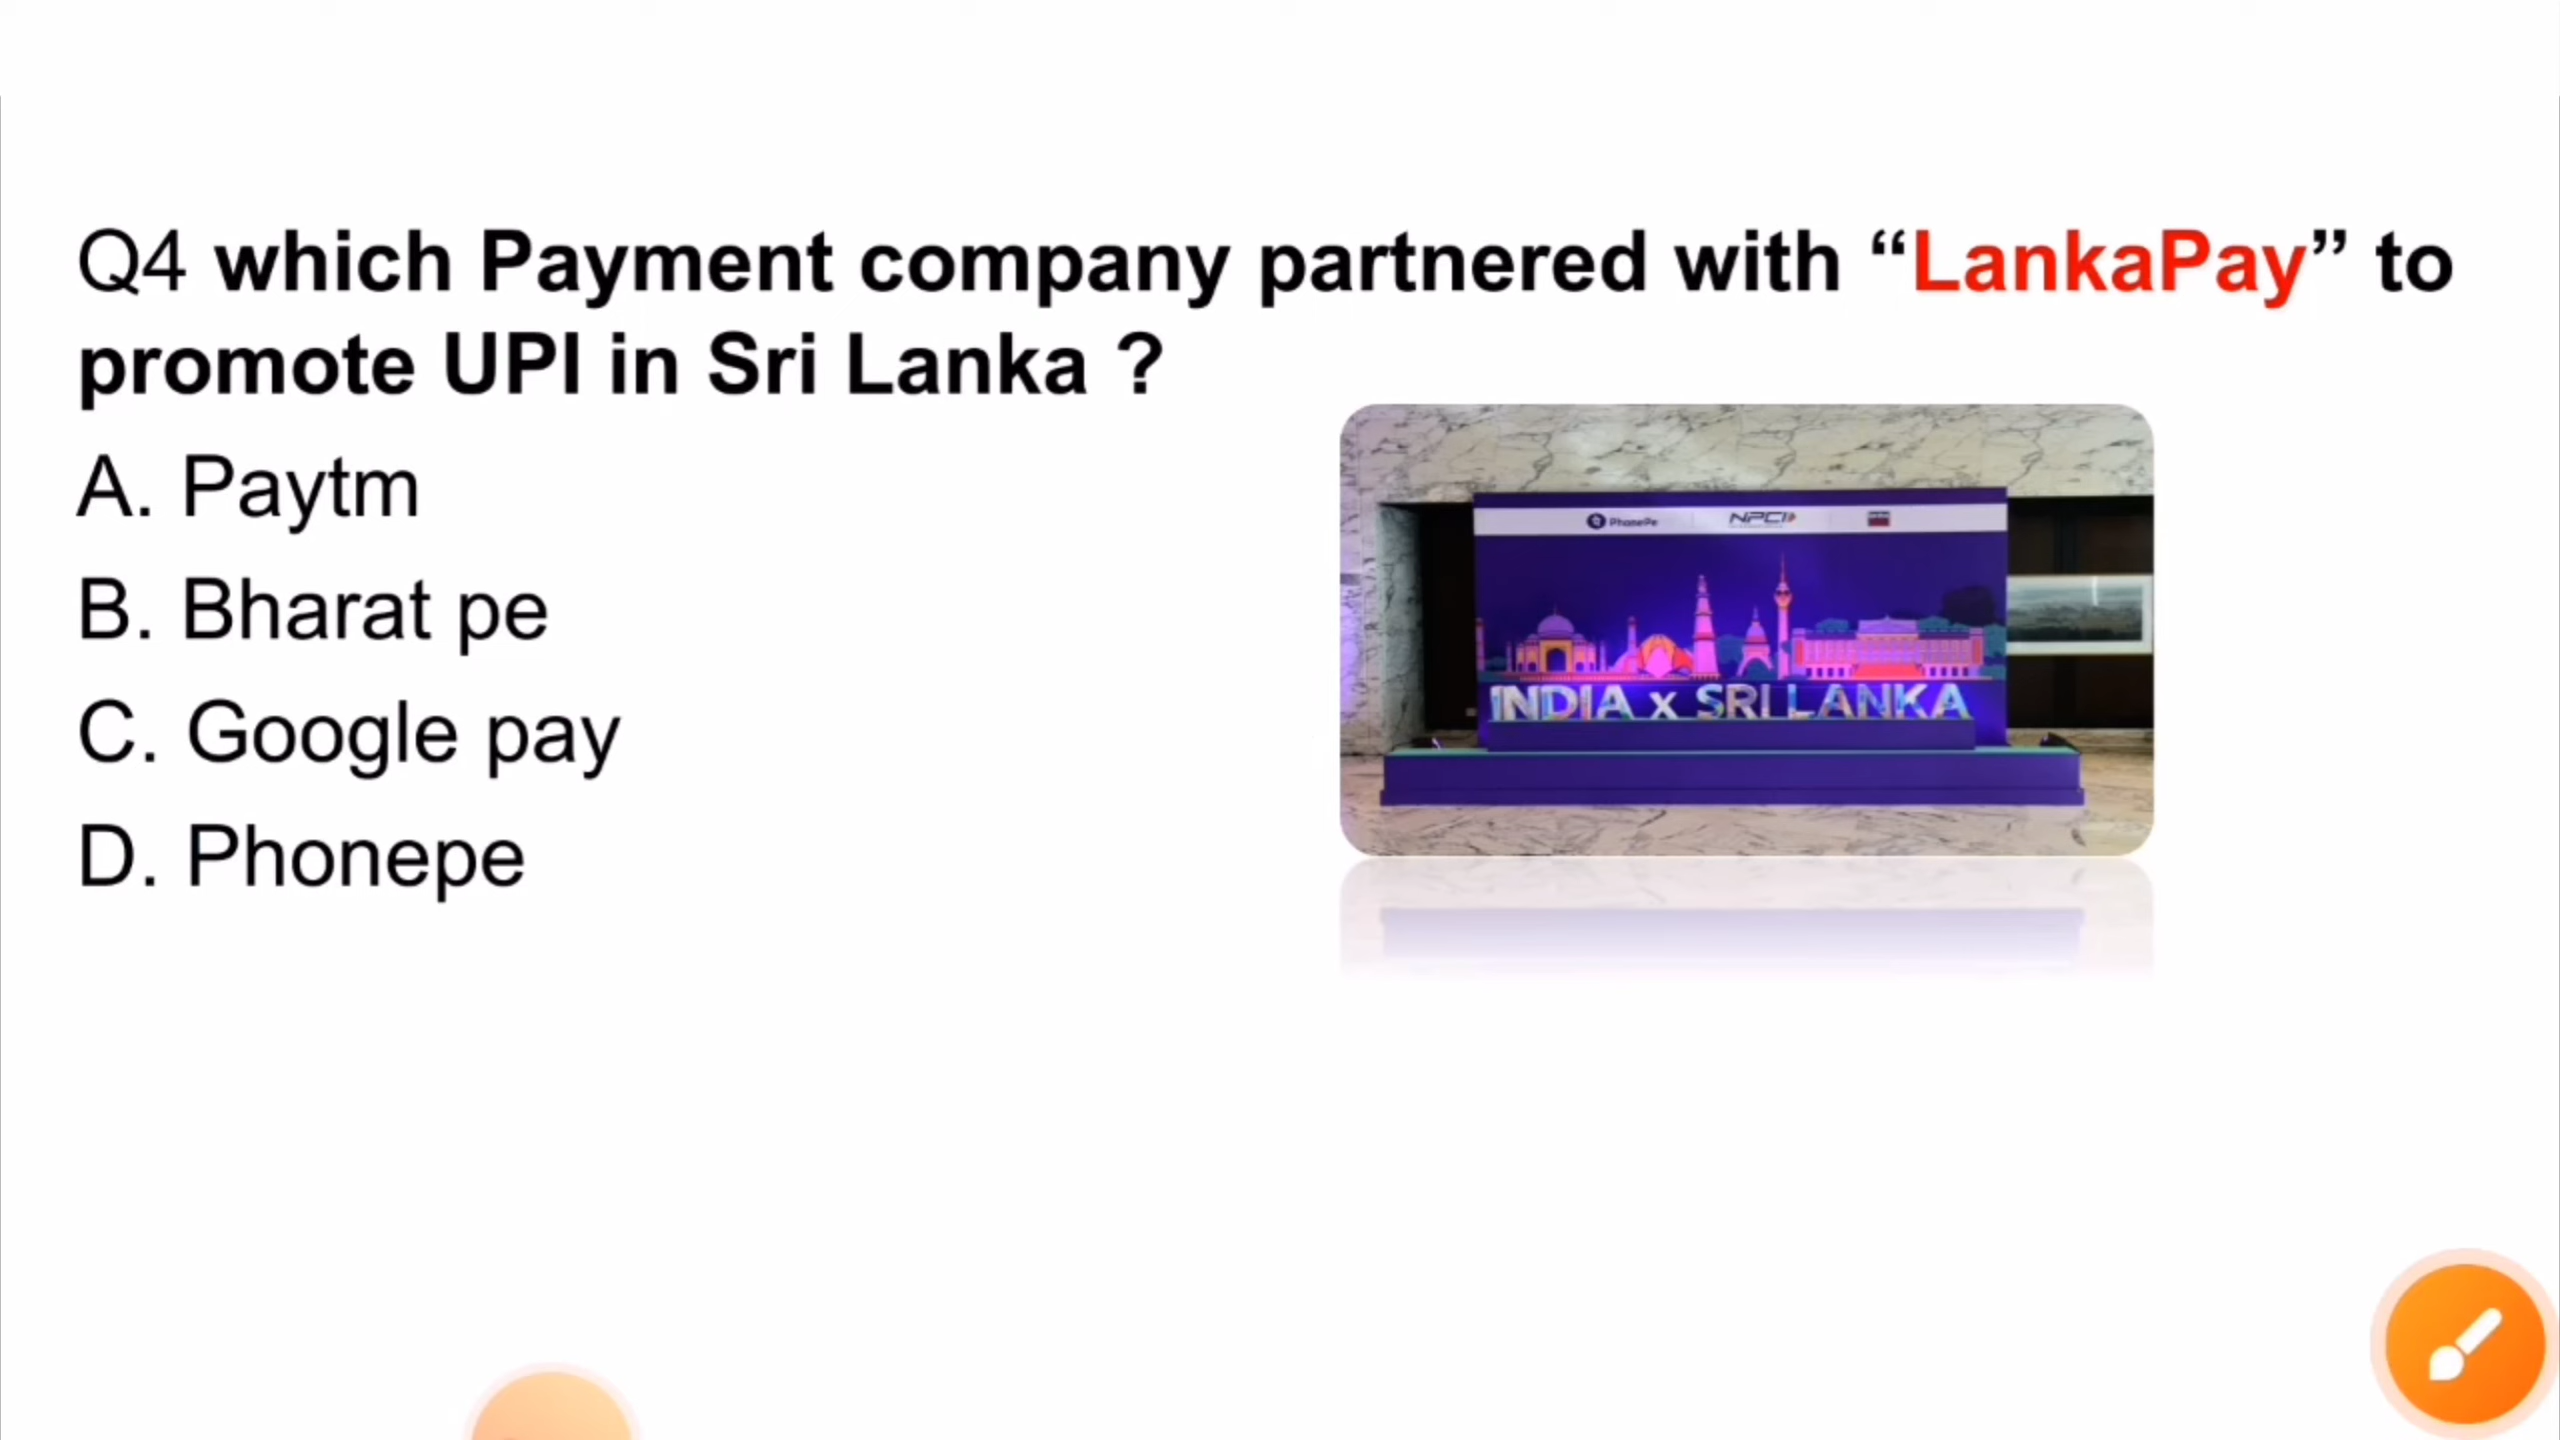 Q4 which Payment company partnered with “LankaPay” to
promote UPI in Sri Lanka ?
A. Paytm
B. Bharat pe
C. Google pay
D. Phonepe
PhonePe NPCI
INDIA x SRI LANKA